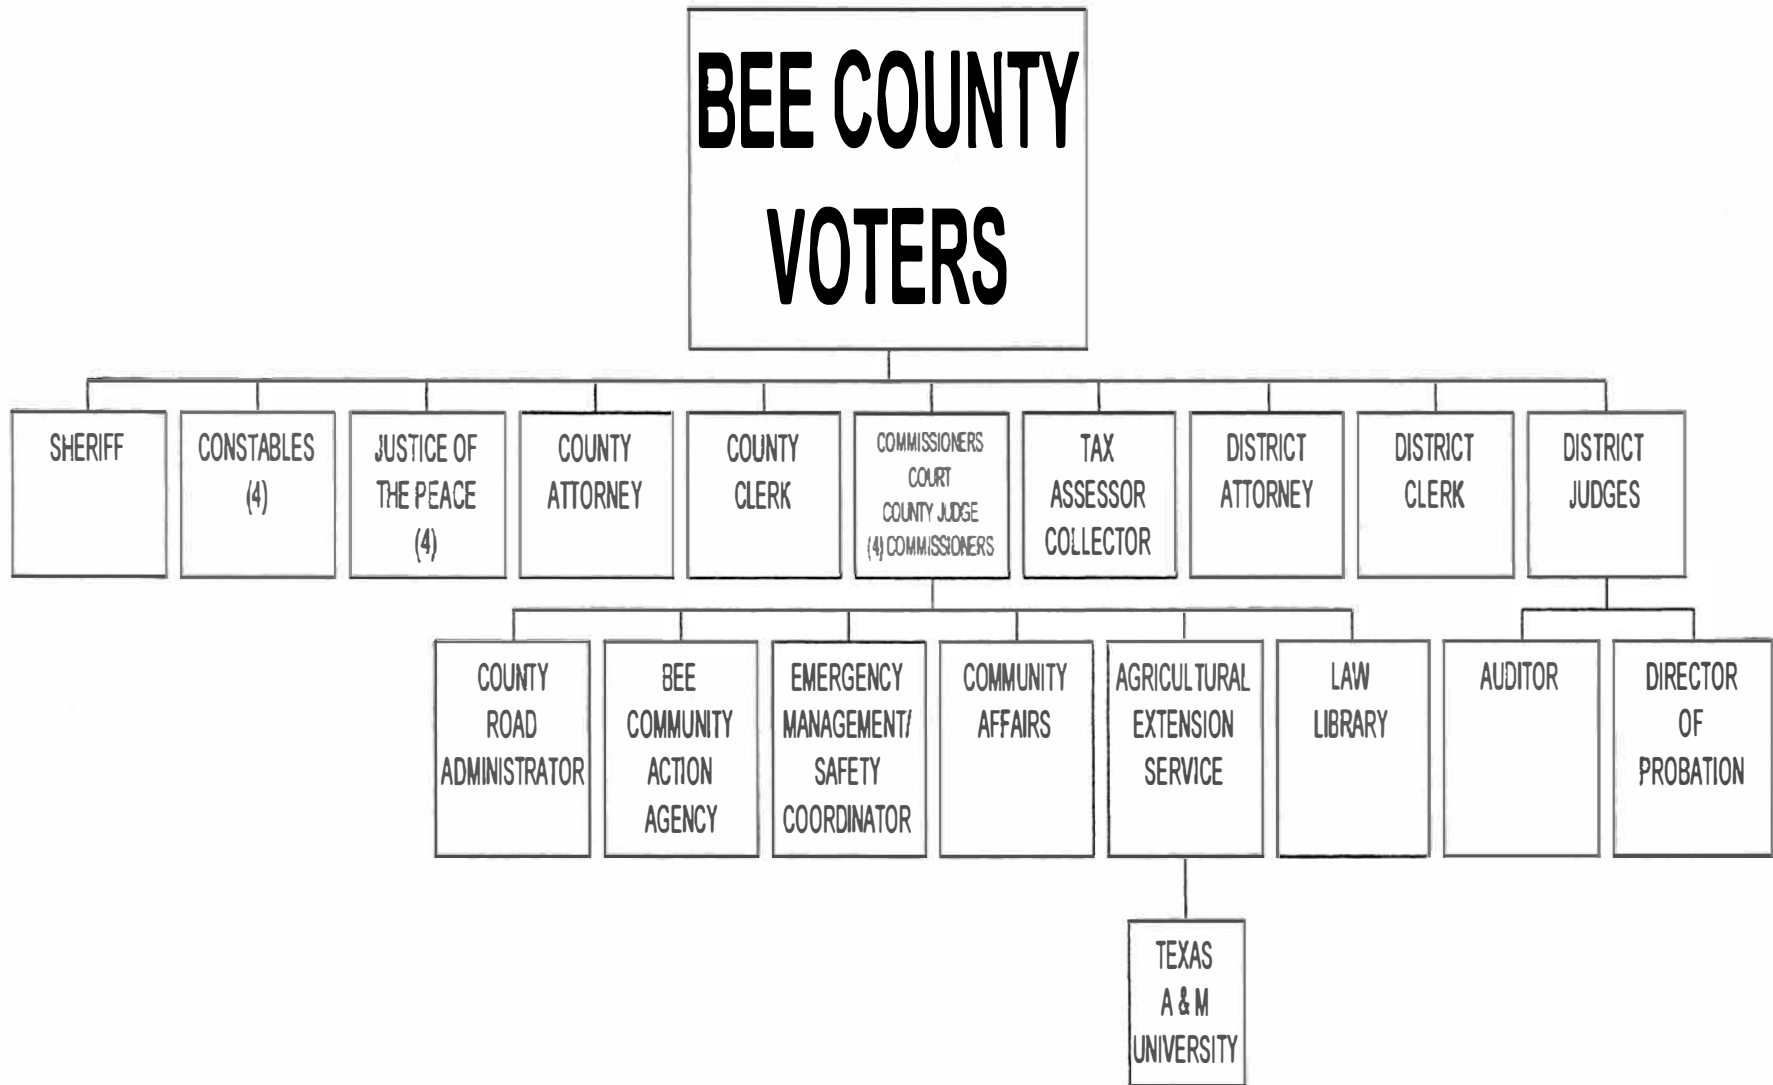 BEE COUNTY
VOTERS
SHERIFF
CONSTABLES
(4)
JUSTICE OF
THE PEACE
(4)
COUNTY
ATTORNEY
COUNTY
CLERK
COMMISSIONERS
COURT
COUNTY JUDGE
(4) COMMISSIONERS
TAX
ASSESSOR
COLLECTOR
DISTRICT
ATTORNEY
DISTRICT
CLERK
DISTRICT
JUDGES
COUNTY
ROAD
ADMINISTRATOR
BEE
COMMUNITY
ACTION
AGENCY
EMERGENCY
MANAGEMENT/
SAFETY
COORDINATOR
COMMUNITY
AFFAIRS
AGRICULTURAL
EXTENSION
SERVICE
LAW
LIBRARY
AUDITOR
DIRECTOR
OF
PROBATION
TEXAS
A & M
UNIVERSITY